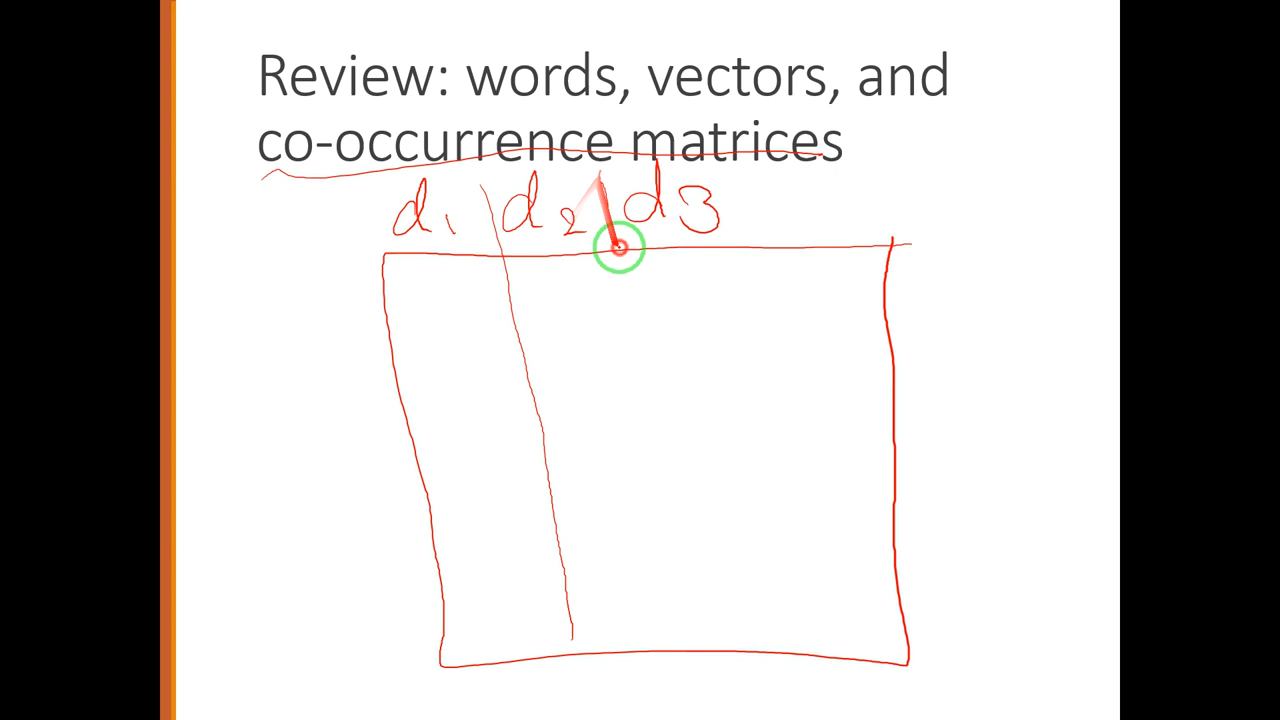 Review: words, vectors, and
co-occurrence matrices
d1 d2 d3